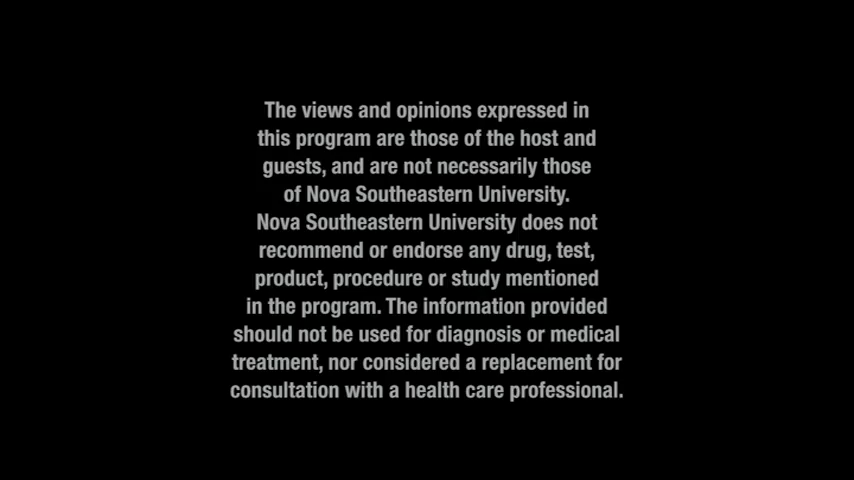 The views and opinions expressed in
this program are those of the host and
guests, and are not necessarily those
of Nova Southeastern University.
Nova Southeastern University does not
recommend or endorse any drug, test,
product, procedure or study mentioned
in the program. The information provided
should not be used for diagnosis or medical
treatment, nor considered a replacement for
consultation with a health care professional.